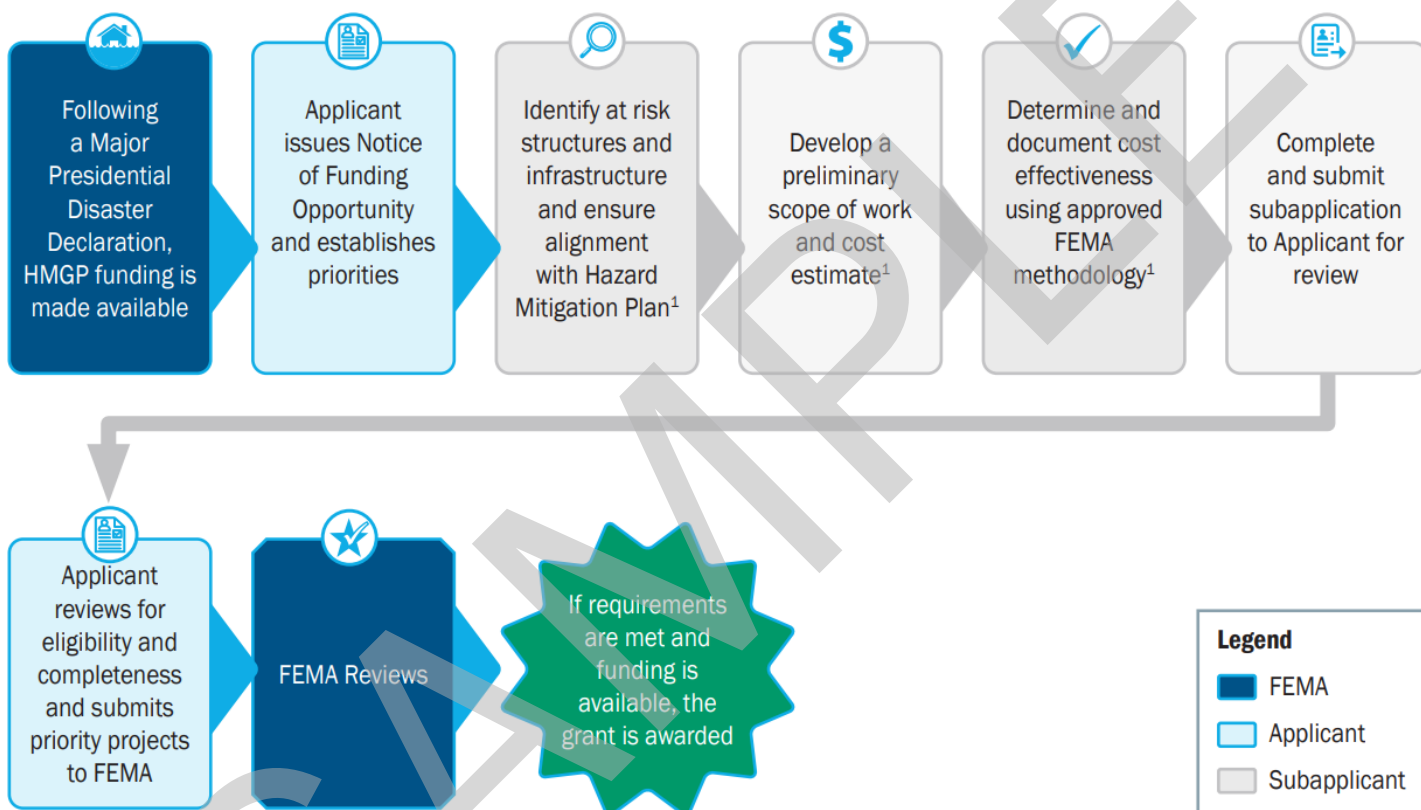 Following
a Major
Presidential
Disaster
Declaration,
HMGP funding is
made available
Applicant
issues Notice
of Funding
Opportunity
and establishes
priorities
Identify at risk
structures and
infrastructure
and ensure
alignment
with Hazard
Mitigation Plan¹
$
Develop a
preliminary
scope of work
and cost
estimate¹
Determine and
document cost
effectiveness
using approved
FEMA
methodology¹
Complete
and submit
subapplication
to Applicant for
review
Applicant
reviews for
eligibility and
completeness
and submits
priority projects
to FEMA
FEMA Reviews
If requirements
are met and
funding is
available, the
grant is awarded
Legend
FEMA
Applicant
Subapplicant
SAMPLE